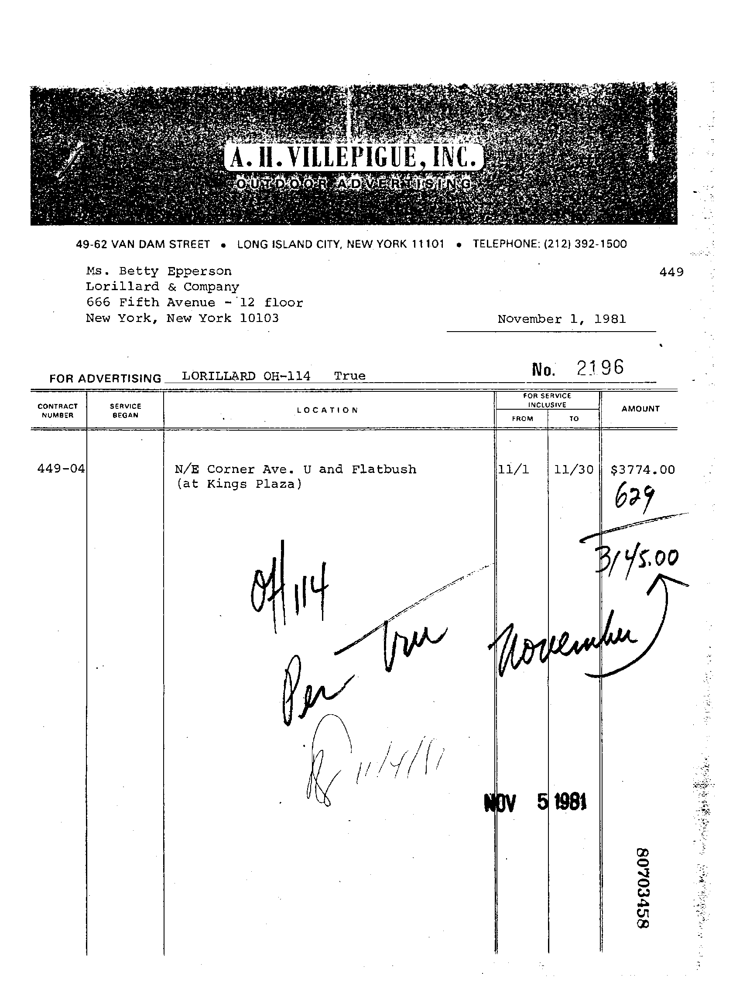 A. H. VILLEPIGUE, INC.
OUTDOOR ADVERTISING
49-62 VAN DAM STREET • LONG ISLAND CITY, NEW YORK 11101 • TELEPHONE: (212) 392-1500
Ms. Betty Epperson 449
Lorillard & Company
666 Fifth Avenue - 12 floor
New York, New York 10103 November 1, 1981
FOR ADVERTISING LORILLARD OH-114 True No. 2196
CONTRACT NUMBER SERVICE BEGAN LOCATION FOR SERVICE INCLUSIVE FROM TO AMOUNT
449-04 N/E Corner Ave. U and Flatbush 11/1 11/30 $3774.00
(at Kings Plaza)
629
3145.00
OH 114
Per True November
11/4/81
NOV 5 1981
80703458